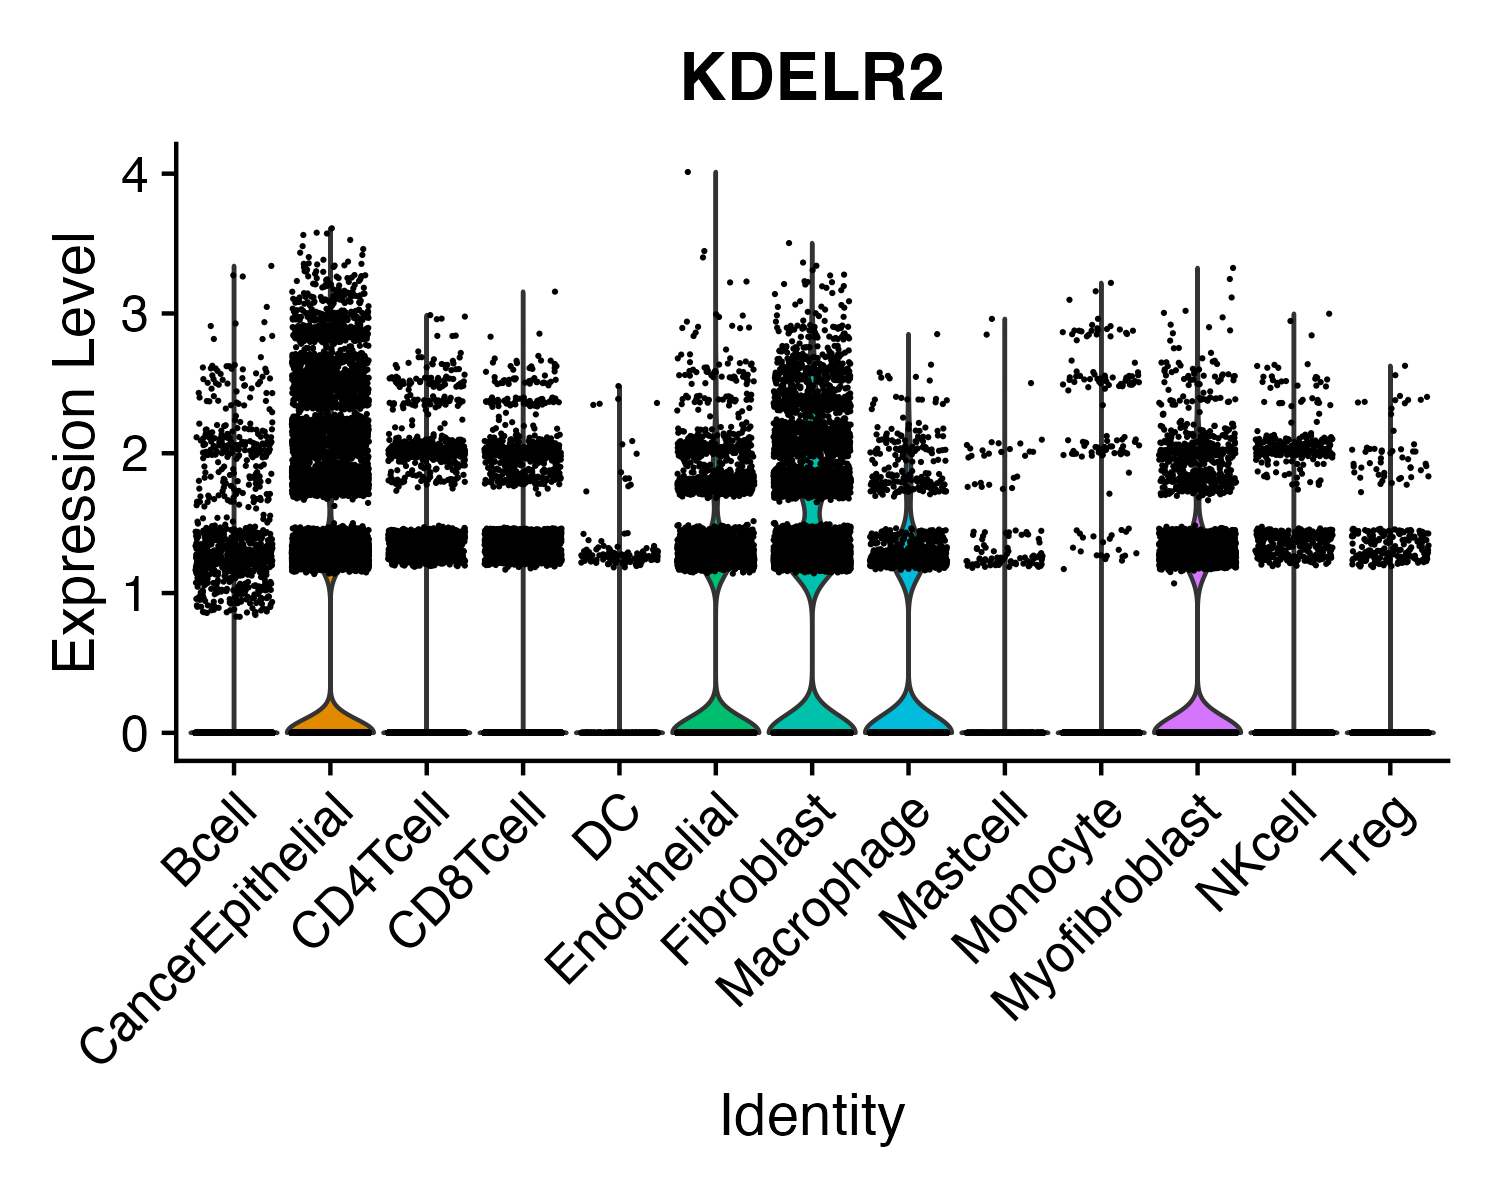 KDELR2
Expression Level
4
3
2
1
0
Bcell
CancerEpithelial
CD4Tcell
CD8Tcell
DC
Endothelial
Fibroblast
Macrophage
Mastcell
Monocyte
Myofibroblast
NKcell
Treg
Identity